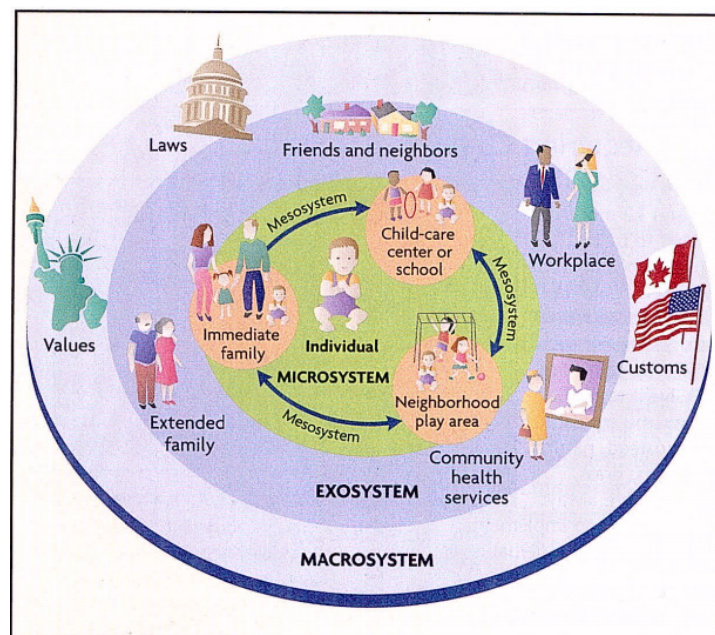 Laws
Friends and neighbors
Mesosystem
Child-care
center or
school
Workplace
Mesosystem
Values
Immediate
family
Individual
MICROSYSTEM
Customs
Neighborhood
play area
Mesosystem
Extended
family
Community
health
services
EXOSYSTEM
MACROSYSTEM